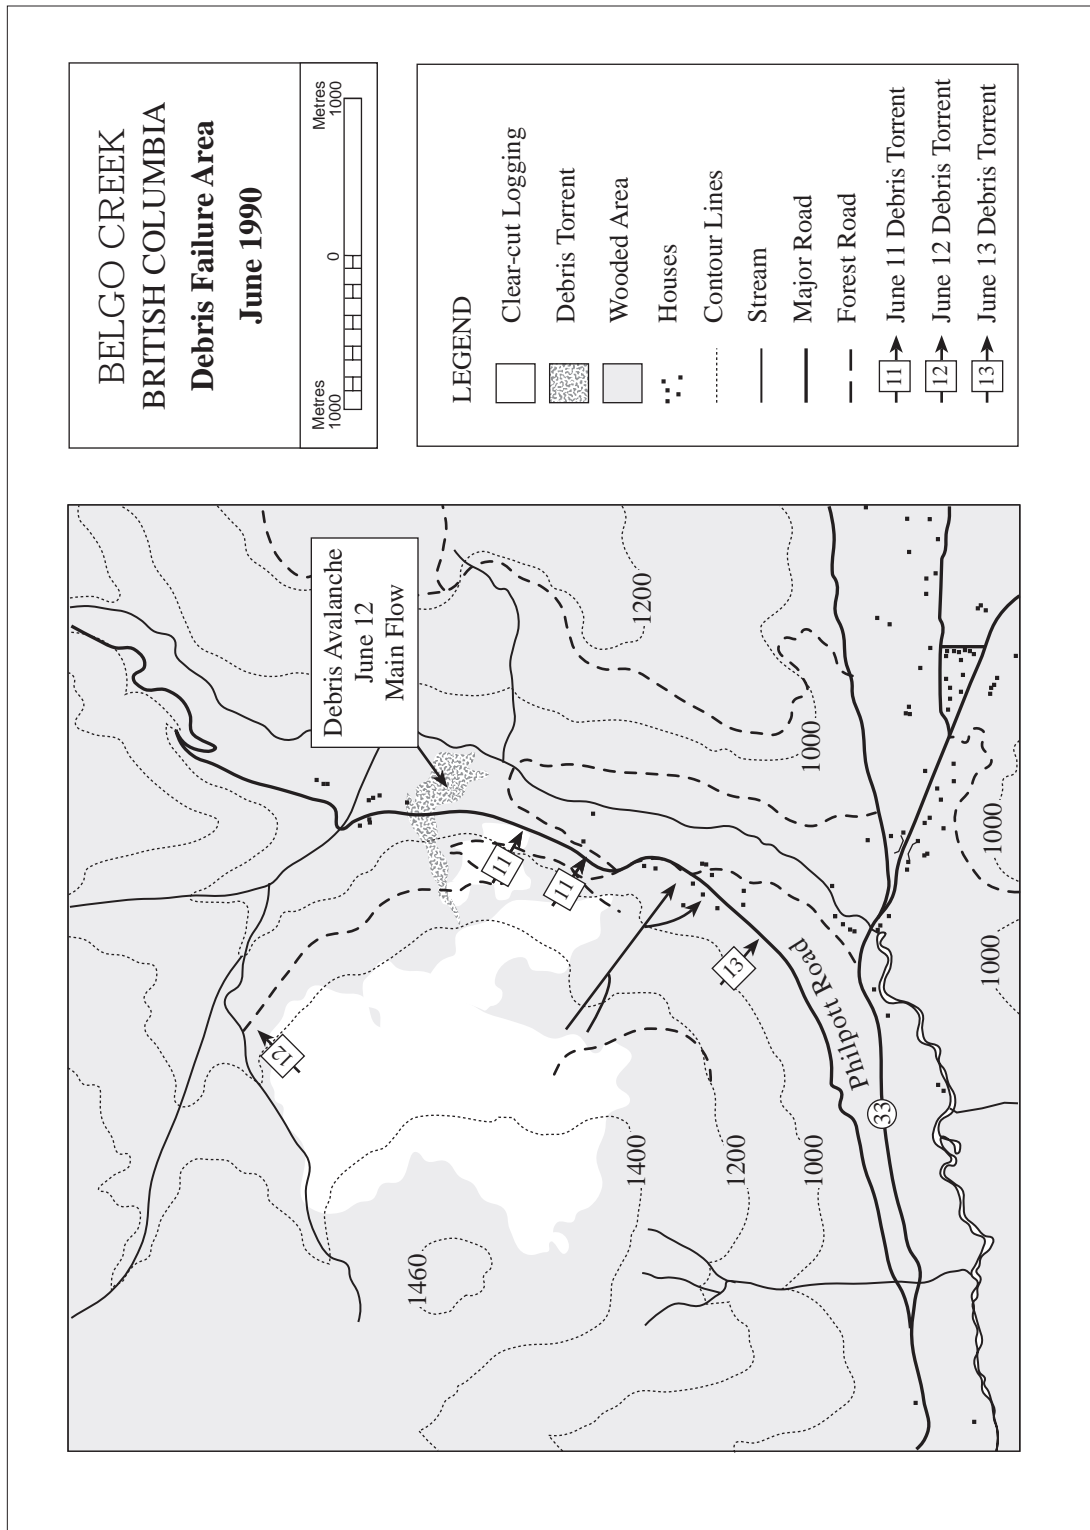 BELGO CREEK
BRITISH COLUMBIA
Debris Failure Area
June 1990
Metres
1000
0
Metres
1000
LEGEND
Clear-cut Logging
Debris Torrent
Wooded Area
Houses
Contour Lines
Stream
Major Road
Forest Road
11 June 11 Debris Torrent
12 June 12 Debris Torrent
13 June 13 Debris Torrent
Debris Avalanche
June 12
Main Flow
1200
1000
1000
1000
11
11
13
12
Philpott Road
33
1400
1200
1000
1460